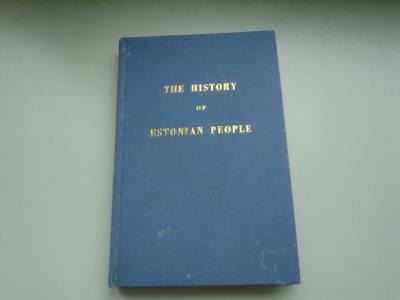 THE HISTORY
OF
ESTONIAN PEOPLE